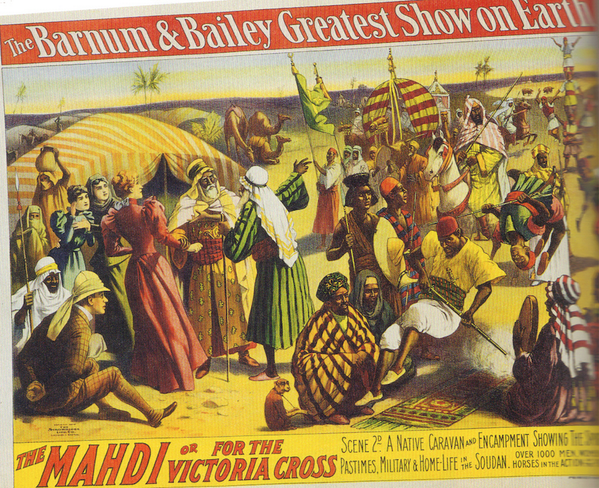 The Barnum & Bailey Greatest Show on Earth
THE MAHDI OR FOR THE VICTORIA CROSS
SCENE 2D A NATIVE CARAVAN AND ENCAMPMENT SHOWING THE
PASTIMES, MILITARY & HOME-LIFE IN THE SOUDAN.
OVER 1000 MEN,
HORSES IN THE ACTION